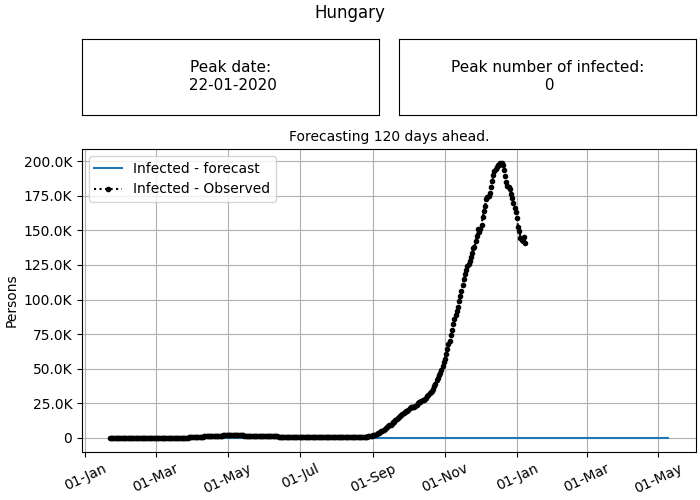 Hungary
Peak date:
22-01-2020
Peak number of infected:
0
Forecasting 120 days ahead.
Infected - forecast
Infected - Observed
200.0K
175.0K
150.0K
125.0K
100.0K
75.0K
50.0K
25.0K
0
Persons
01-Jan
01-Mar
01-May
01-Jul
01-Sep
01-Nov
01-Jan
01-Mar
01-May